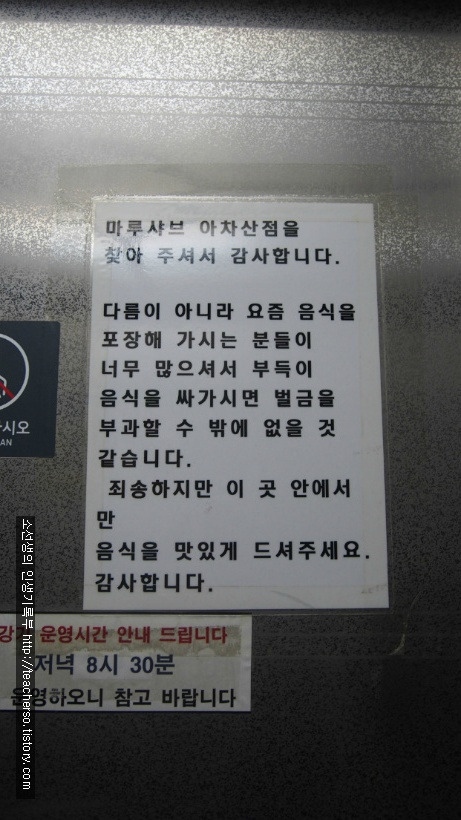 마루샤브 아차산점을
찾아 주셔서 감사합니다.
다름이 아니라 요즘 음식을
포장해 가시는 분들이
너무 많으셔서 부득이
음식을 싸가시면 벌금을
부과할 수 밖에 없을 것
같습니다.
죄송하지만 이 곳 안에서
만
음식을 맛있게 드셔주세요.
감사합니다.
시오
AN
운영시간 안내 드립니다
저녁 8시 30분
영하오니 참고 바랍니다
소선생의 인생기록부 http://teacherso.tistory.com